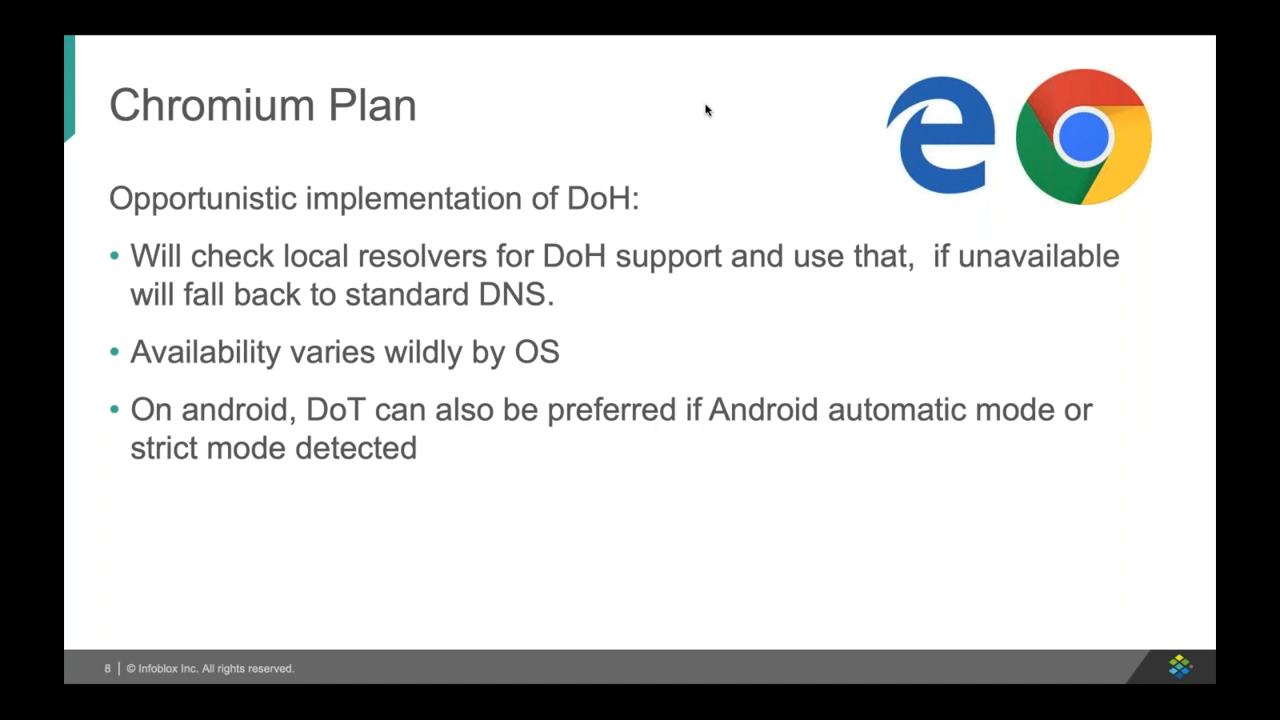 Chromium Plan
Opportunistic implementation of DoH:
• Will check local resolvers for DoH support and use that,  if unavailable
will fall back to standard DNS.
• Availability varies wildly by OS
• On android, DoT can also be preferred if Android automatic mode or
strict mode detected
8 | © Infoblox Inc. All rights reserved.